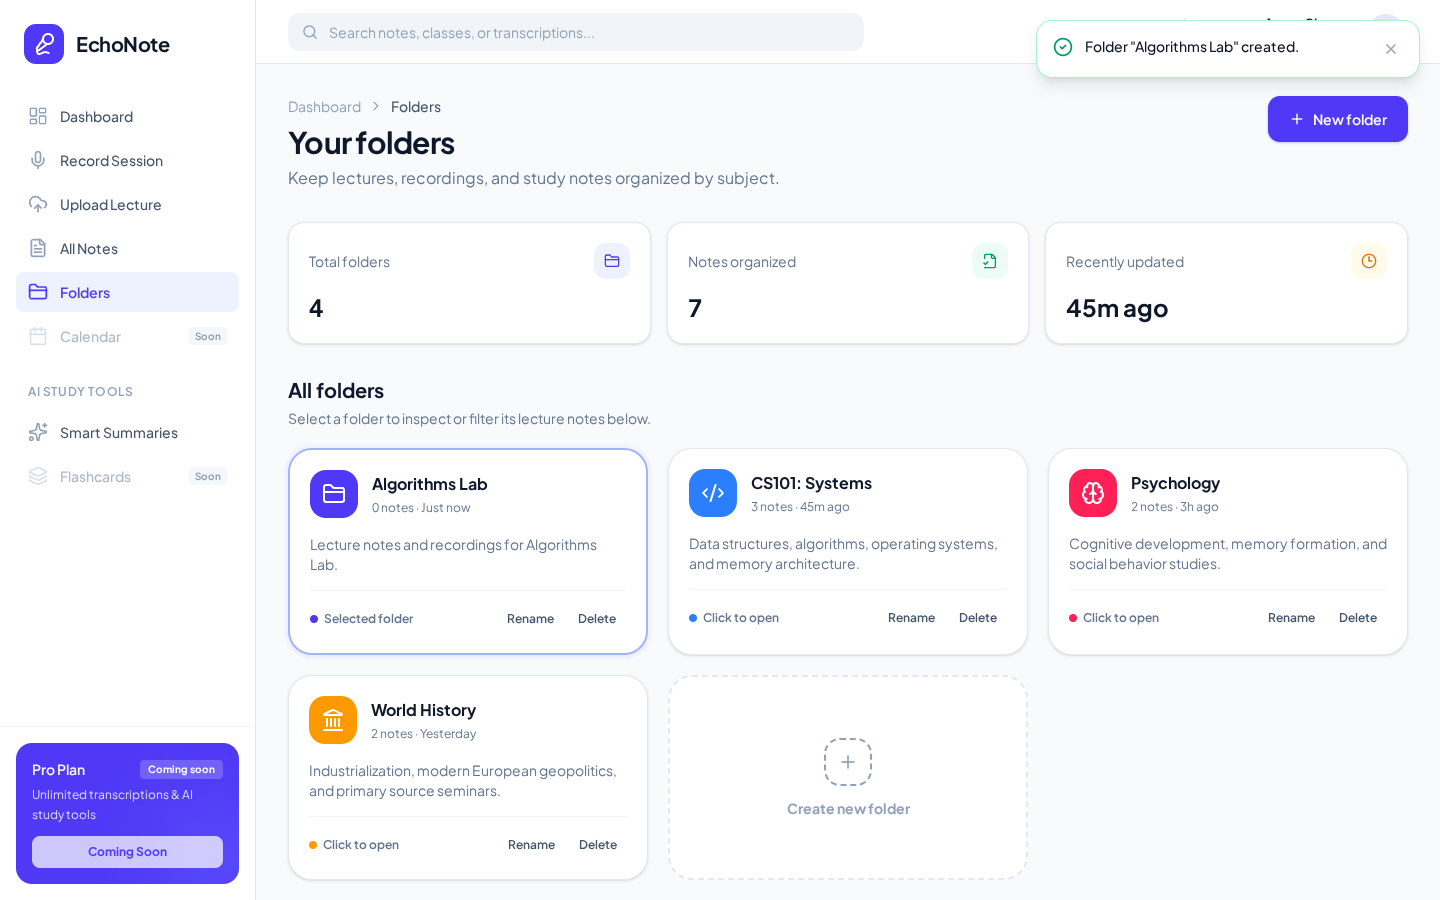 EchoNote
Search notes, classes, or transcriptions...
Folder "Algorithms Lab" created.
Dashboard
Record Session
Upload Lecture
All Notes
Folders
Calendar
Soon
AI STUDY TOOLS
Smart Summaries
Flashcards
Soon
Pro Plan
Coming soon
Unlimited transcriptions & AI
study tools
Coming Soon
Dashboard > Folders
Your folders
Keep lectures, recordings, and study notes organized by subject.
New folder
Total folders
4
Notes organized
7
Recently updated
45m ago
All folders
Select a folder to inspect or filter its lecture notes below.
Algorithms Lab
0 notes · Just now
Lecture notes and recordings for Algorithms
Lab.
Selected folder
Rename
Delete
CS101: Systems
3 notes · 45m ago
Data structures, algorithms, operating systems,
and memory architecture.
Click to open
Rename
Delete
Psychology
2 notes · 3h ago
Cognitive development, memory formation, and
social behavior studies.
Click to open
Rename
Delete
World History
2 notes · Yesterday
Industrialization, modern European geopolitics,
and primary source seminars.
Click to open
Rename
Delete
Create new folder